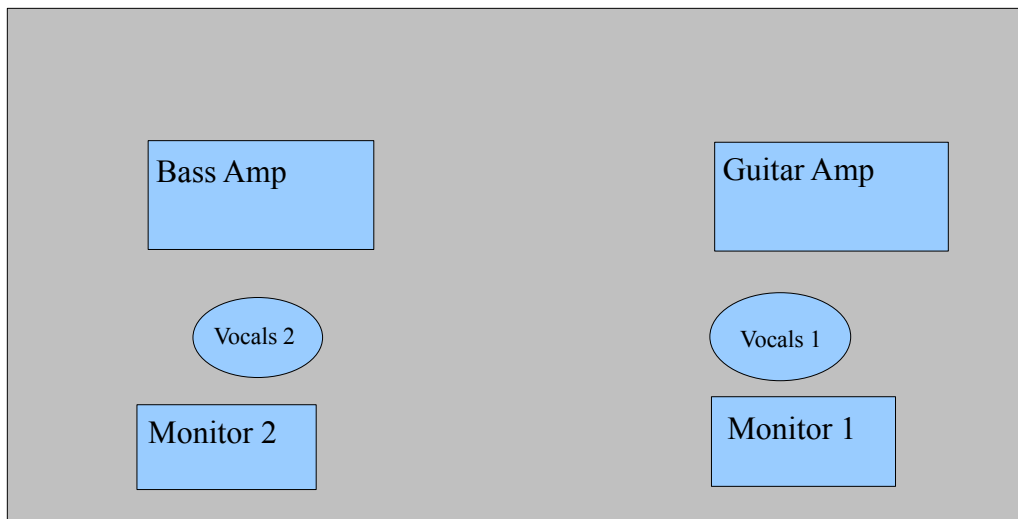 Bass Amp
Guitar Amp
Vocals 2
Vocals 1
Monitor 2
Monitor 1